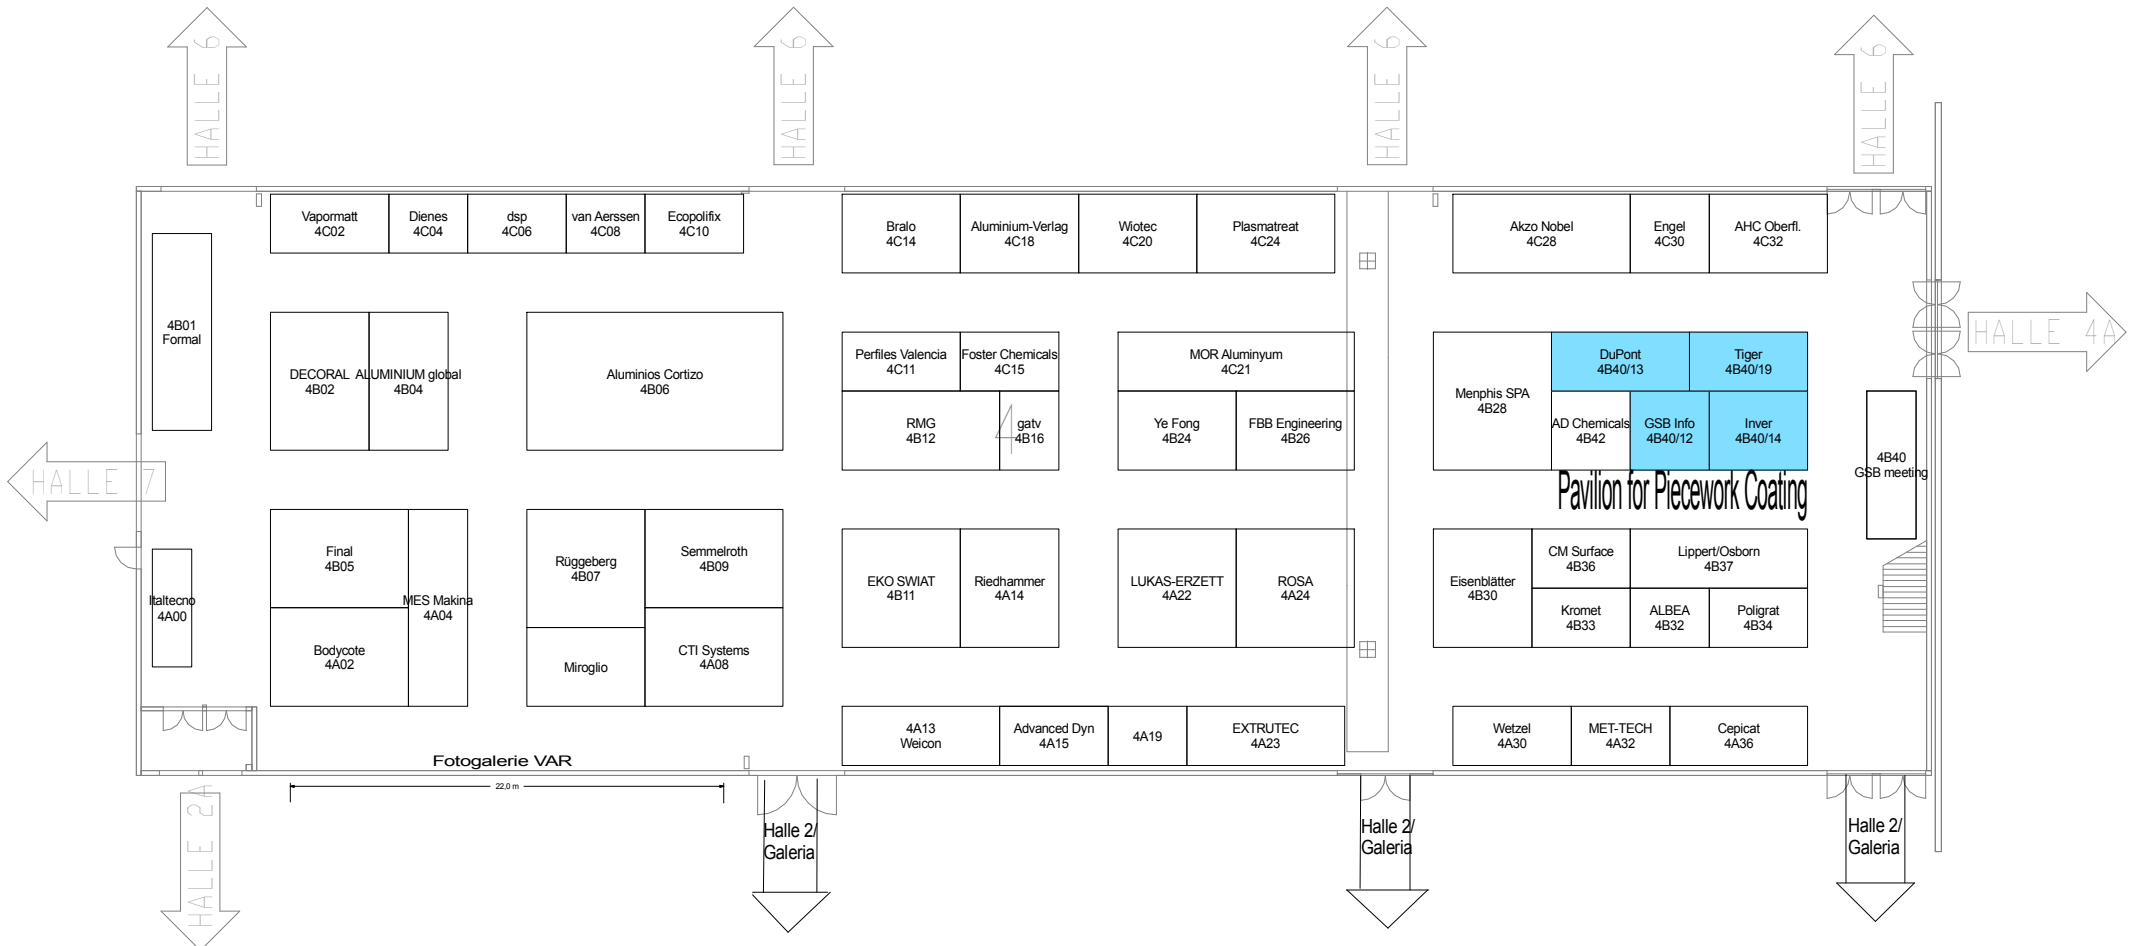 HALLE 6
HALLE 6
HALLE 6
HALLE 6
Vapormatt
4C02
Dienes
4C04
dsp
4C06
van Aerssen
4C08
Ecopolifix
4C10
Bralo
4C14
Aluminium-Verlag
4C18
Wiotec
4C20
Plasmatreat
4C24
Akzo Nobel
4C28
Engel
4C30
AHC Oberfl.
4C32
4B01
Formal
DECORAL
4B02
ALUMINIUM global
4B04
Aluminios Cortizo
4B06
Perfiles Valencia
4C11
Foster Chemicals
4C15
MOR Aluminyum
4C21
RMG
4B12
4
gatv
4B16
Ye Fong
4B24
FBB Engineering
4B26
Menphis SPA
4B28
DuPont
4B40/13
Tiger
4B40/19
AD Chemicals
4B42
GSB Info
4B40/12
Inver
4B40/14
HALLE 4A
4B40
GSB meeting
HALLE 7
Pavilion for Piecework Coating
Italtecno
4A00
Final
4B05
MES Makina
4A04
Bodycote
4A02
Rüggeberg
4B07
Semmelroth
4B09
Miroglio
CTI Systems
4A08
EKO SWIAT
4B11
Riedhammer
4A14
LUKAS-ERZETT
4A22
ROSA
4A24
Eisenblätter
4B30
CM Surface
4B36
Lippert/Osborn
4B37
Kromet
4B33
ALBEA
4B32
Poligrat
4B34
4A13
Weicon
Advanced Dyn
4A15
4A19
EXTRUTEC
4A23
Wetzel
4A30
MET-TECH
4A32
Cepicat
4A36
Fotogalerie VAR
22,0 m
HALLE 2A
Halle 2/
Galeria
Halle 2/
Galeria
Halle 2/
Galeria